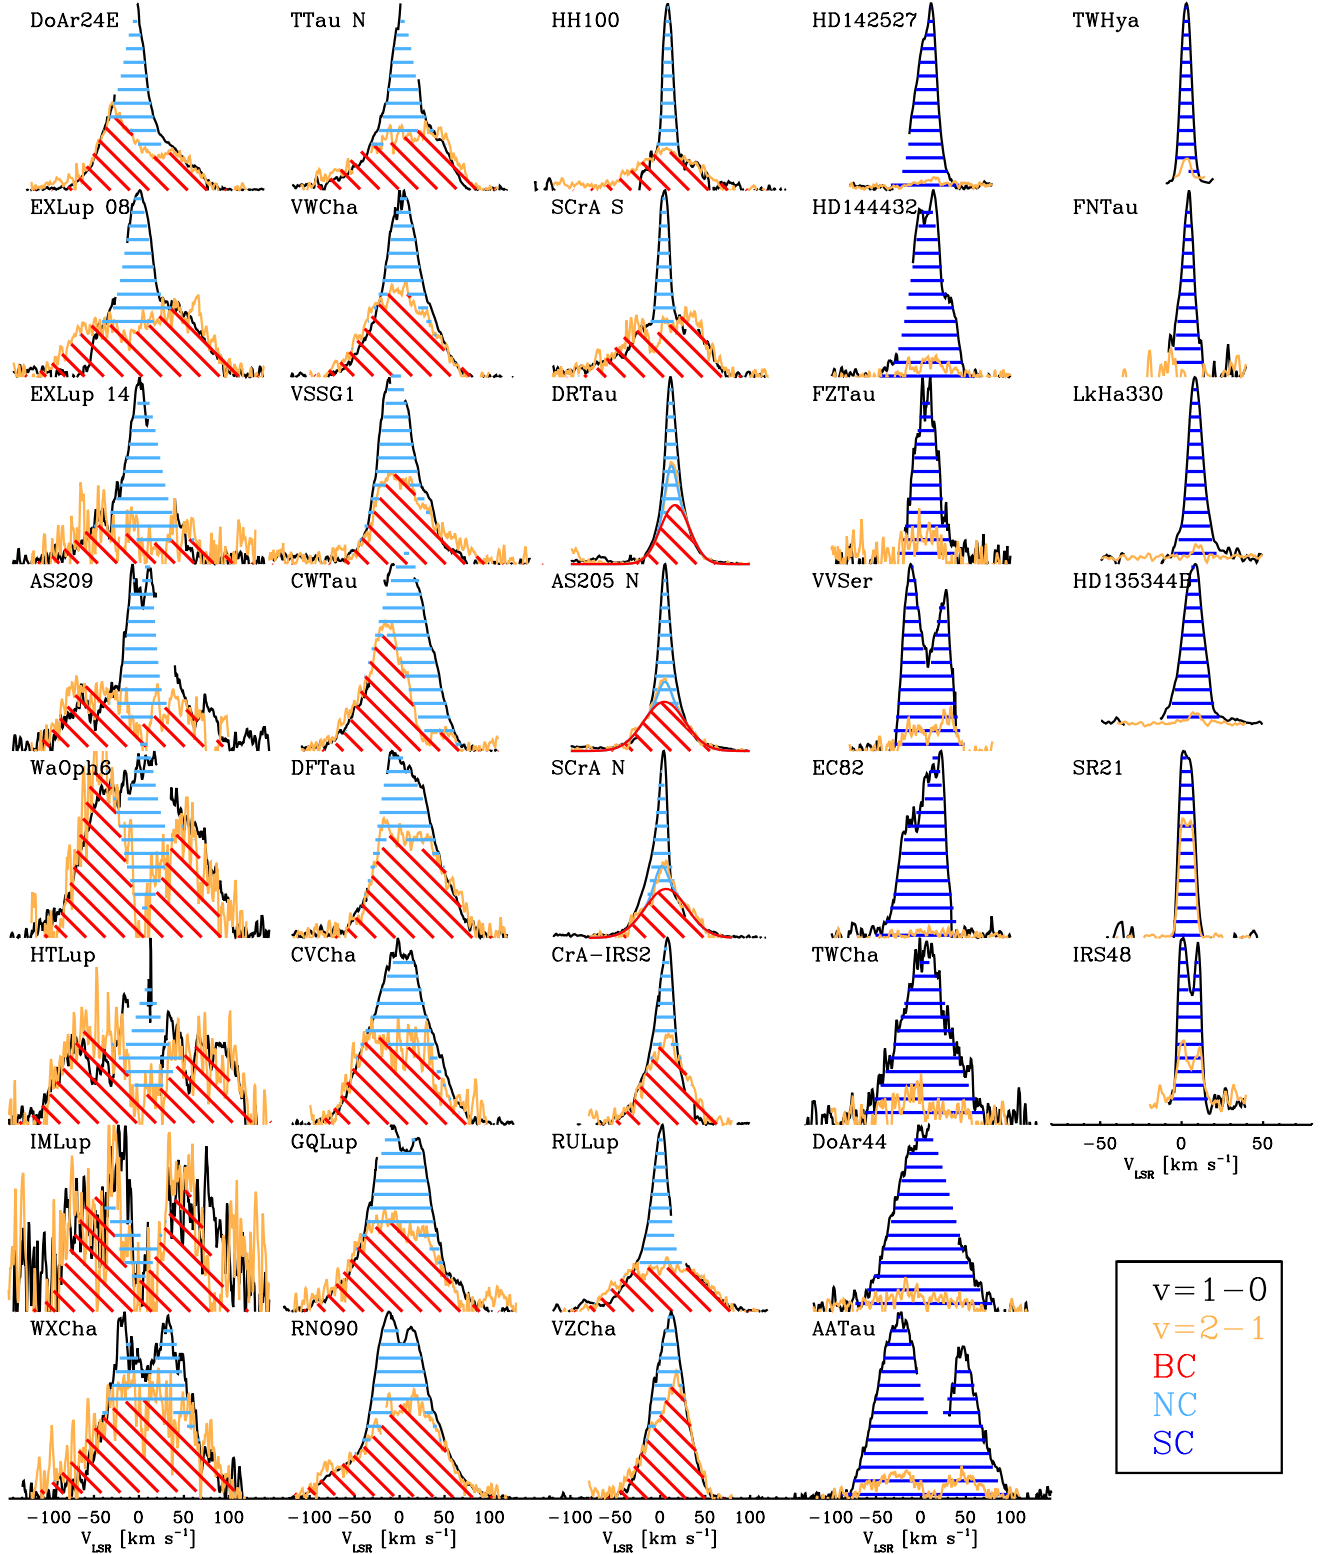 DoAr24E TTau N HH100 HD142527 TWHya
EXLup 08 VWCha SCrA S HD144432 FNTau
EXLup 14 VSSG1 DRTau FZTau LkHa330
AS209 CWTau AS205 N VVSer HD135344B
WaOph6 DFTau SCrA N EC82 SR21
HTLup CVCha CrA-IRS2 TWCha IRS48
IMLup GQLup RULup DoAr44
-50 0 50
V_LSR [km s⁻¹]
v=1-0
v=2-1
BC
NC
SC
WXCha RNO90 VZCha AATau
-100 -50 0 50 100 -100 -50 0 50 100 -100 -50 0 50 100 -100 -50 0 50 100
V_LSR [km s⁻¹] V_LSR [km s⁻¹] V_LSR [km s⁻¹] V_LSR [km s⁻¹]